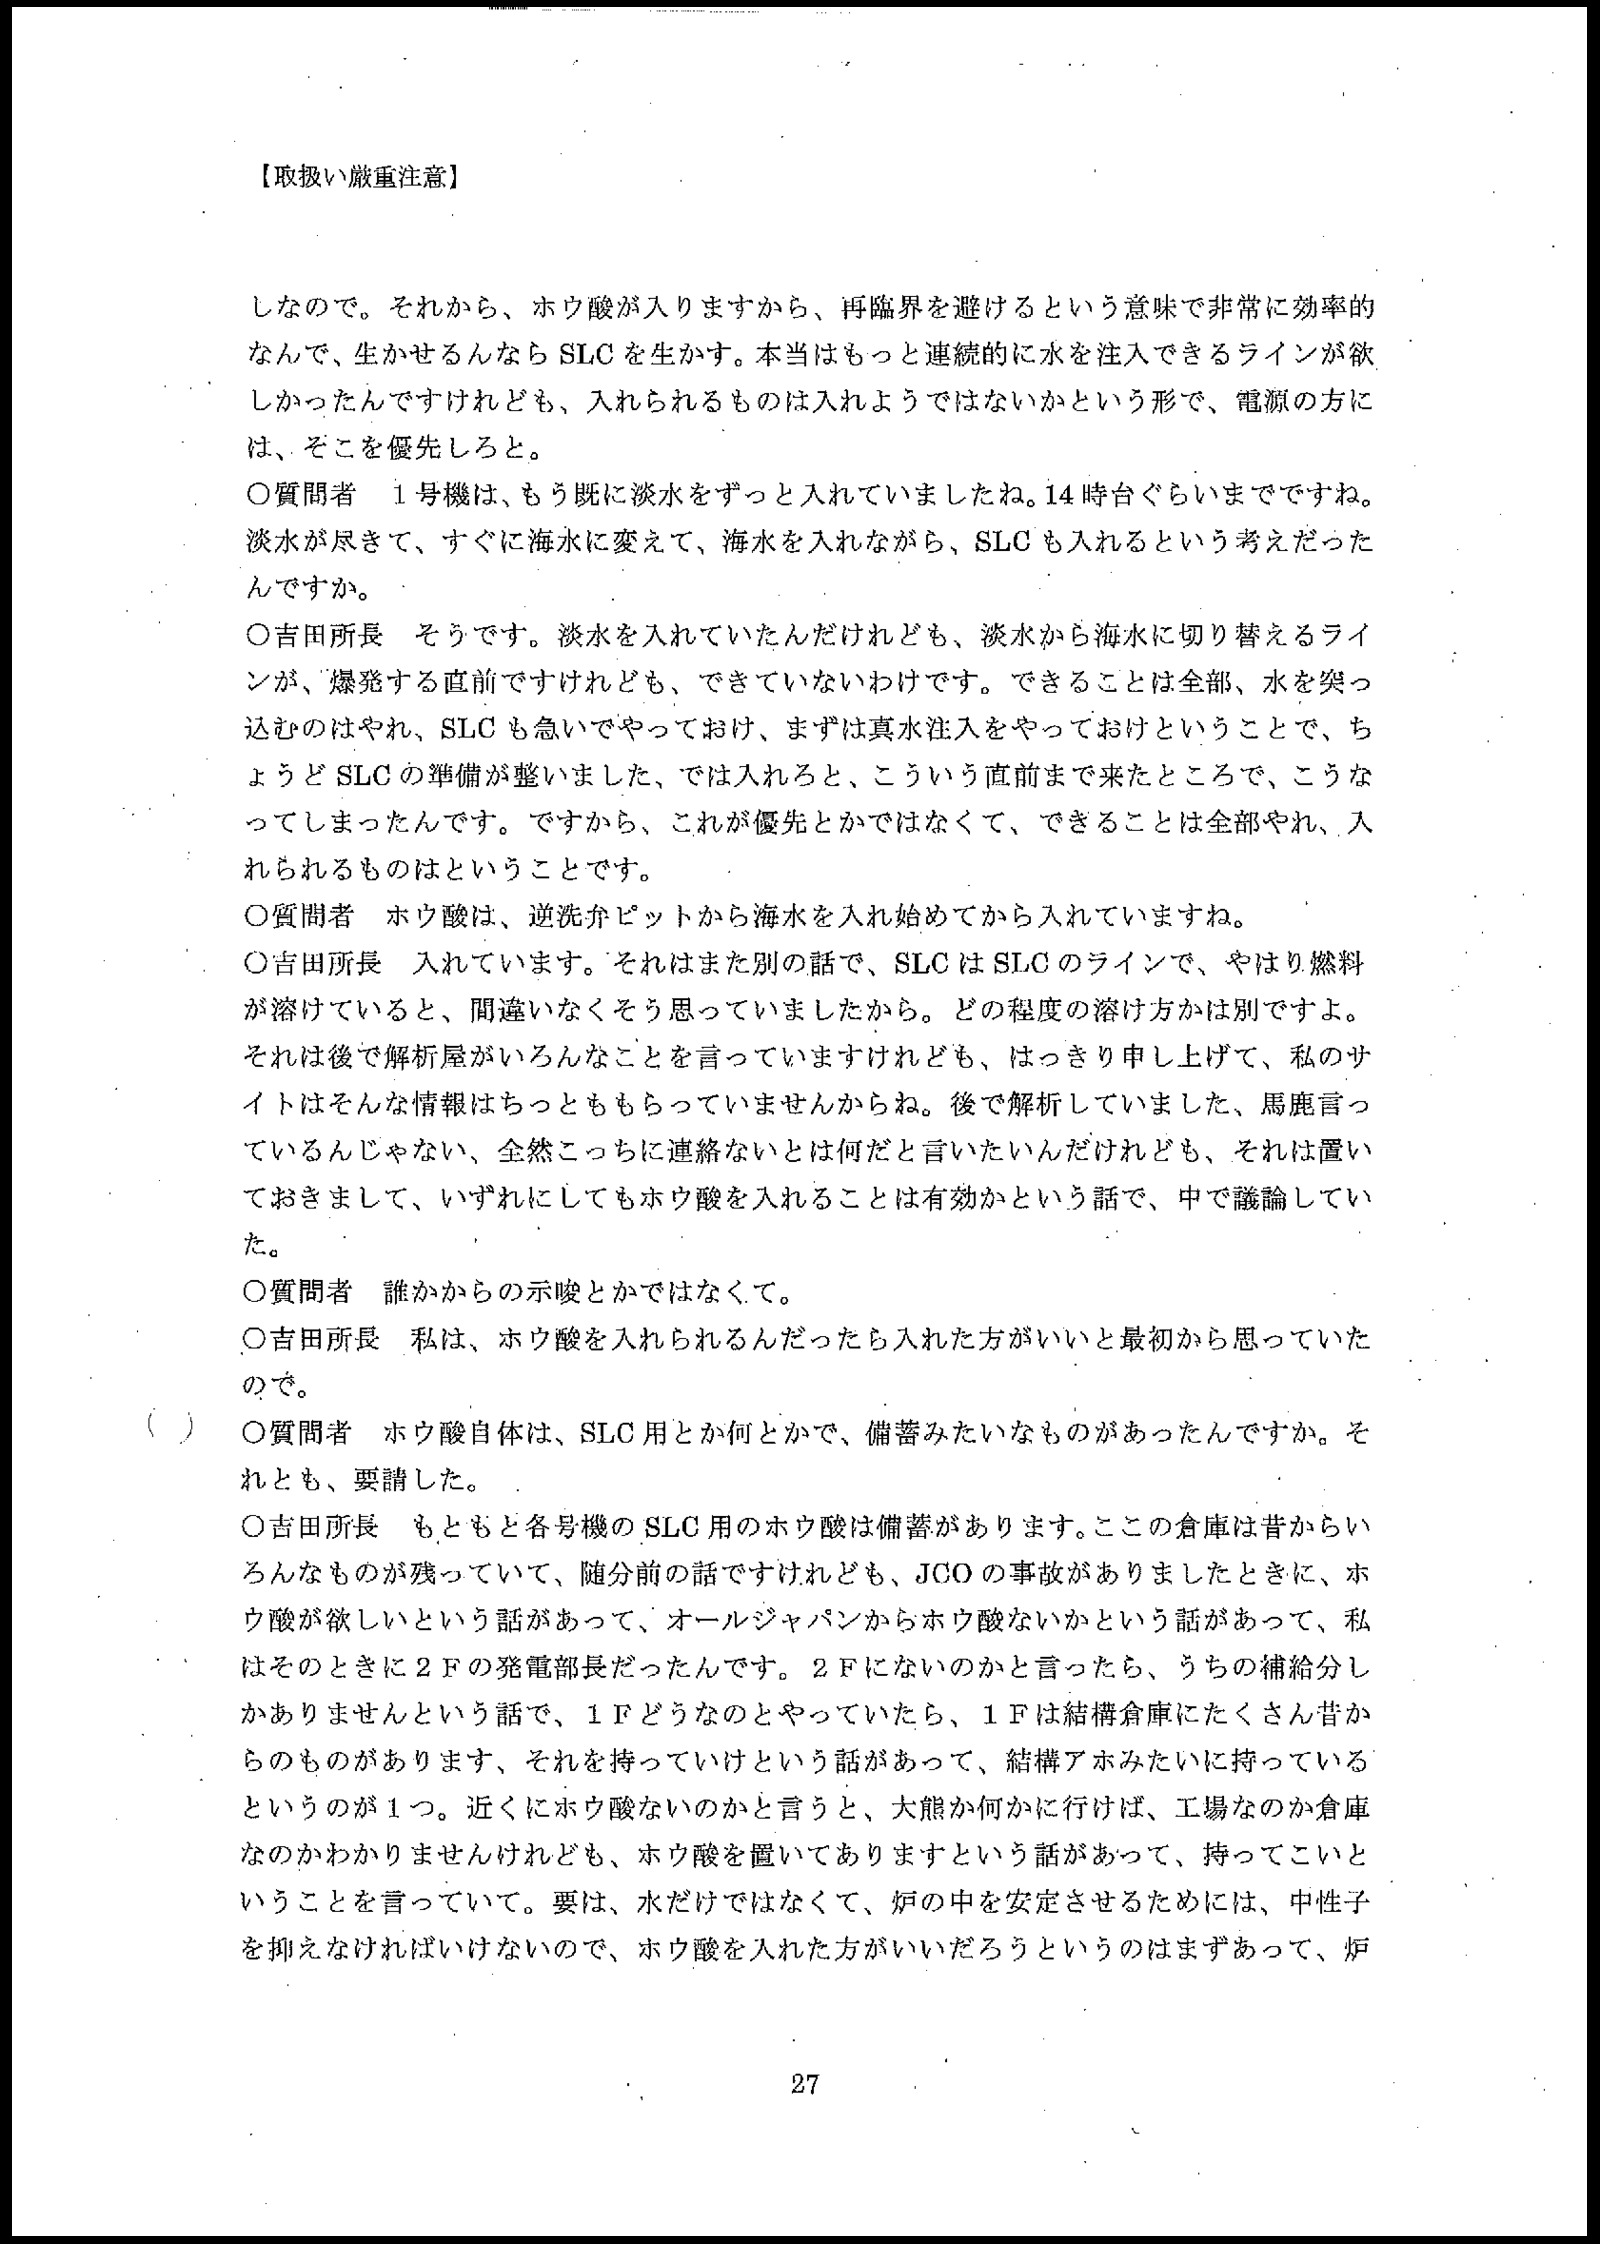 【取扱い厳重注意】
しなので。それから、ホウ酸が入りますから、再臨界を避けるという意味で非常に効率的
なんで、生かせるんなら SLC を生かす。本当はもっと連続的に水を注入できるラインが欲
しかったんですけれども、入れられるものは入れようではないかという形で、電源の方に
は、そこを優先しろと。
○質問者　１号機は、もう既に淡水をずっと入れていましたね。14 時台ぐらいまでですね。
淡水が尽きて、すぐに海水に変えて、海水を入れながら、SLC も入れるという考えだった
んですか。
○吉田所長　そうです。淡水を入れていたんだけれども、淡水から海水に切り替えるライ
ンが、爆発する直前ですけれども、できていないわけです。できることは全部、水を突っ
込むのはやれ、SLC も急いでやっておけ、まずは真水注入をやっておけということで、ち
ょうど SLC の準備が整いました、では入れろと、こういう直前まで来たところで、こうな
ってしまったんです。ですから、これが優先とかではなくて、できることは全部やれ、入
れられるものはということです。
○質問者　ホウ酸は、逆洗弁ピットから海水を入れ始めてから入れていますね。
○吉田所長　入れています。それはまた別の話で、SLC は SLC のラインで、やはり燃料
が溶けていると、間違いなくそう思っていましたから。どの程度の溶け方かは別ですよ。
それは後で解析屋がいろんなことを言っていますけれども、はっきり申し上げて、私のサ
イトはそんな情報はちっとももらっていませんからね。後で解析していました、馬鹿言っ
ているんじゃない、全然こっちに連絡ないとは何だと言いたいんだけれども、それは置い
ておきまして、いずれにしてもホウ酸を入れることは有効かという話で、中で議論してい
た。
○質問者　誰かからの示唆とかではなくて。
○吉田所長　私は、ホウ酸を入れられるんだったら入れた方がいいと最初から思っていた
ので。
○質問者　ホウ酸自体は、SLC 用とか何とかで、備蓄みたいなものがあったんですか。そ
れとも、要請した。
○吉田所長　もともと各号機の SLC 用のホウ酸は備蓄があります。ここの倉庫は昔からい
ろんなものが残っていて、随分前の話ですけれども、JCO の事故がありましたときに、ホ
ウ酸が欲しいという話があって、オールジャパンからホウ酸ないかという話があって、私
はそのときに２Ｆの発電部長だったんです。２Ｆにないのかと言ったら、うちの補給分し
かありませんという話で、１Ｆどうなのとやっていたら、１Ｆは結構倉庫にたくさん昔か
らのものがあります、それを持っていけという話があって、結構アホみたいに持っている
というのが１つ。近くにホウ酸ないのかと言うと、大熊か何かに行けば、工場なのか倉庫
なのかわかりませんけれども、ホウ酸を置いてありますという話があって、持ってこいと
いうことを言っていて。要は、水だけではなくて、炉の中を安定させるためには、中性子
を抑えなければいけないので、ホウ酸を入れた方がいいだろうというのはまずあって、炉
27